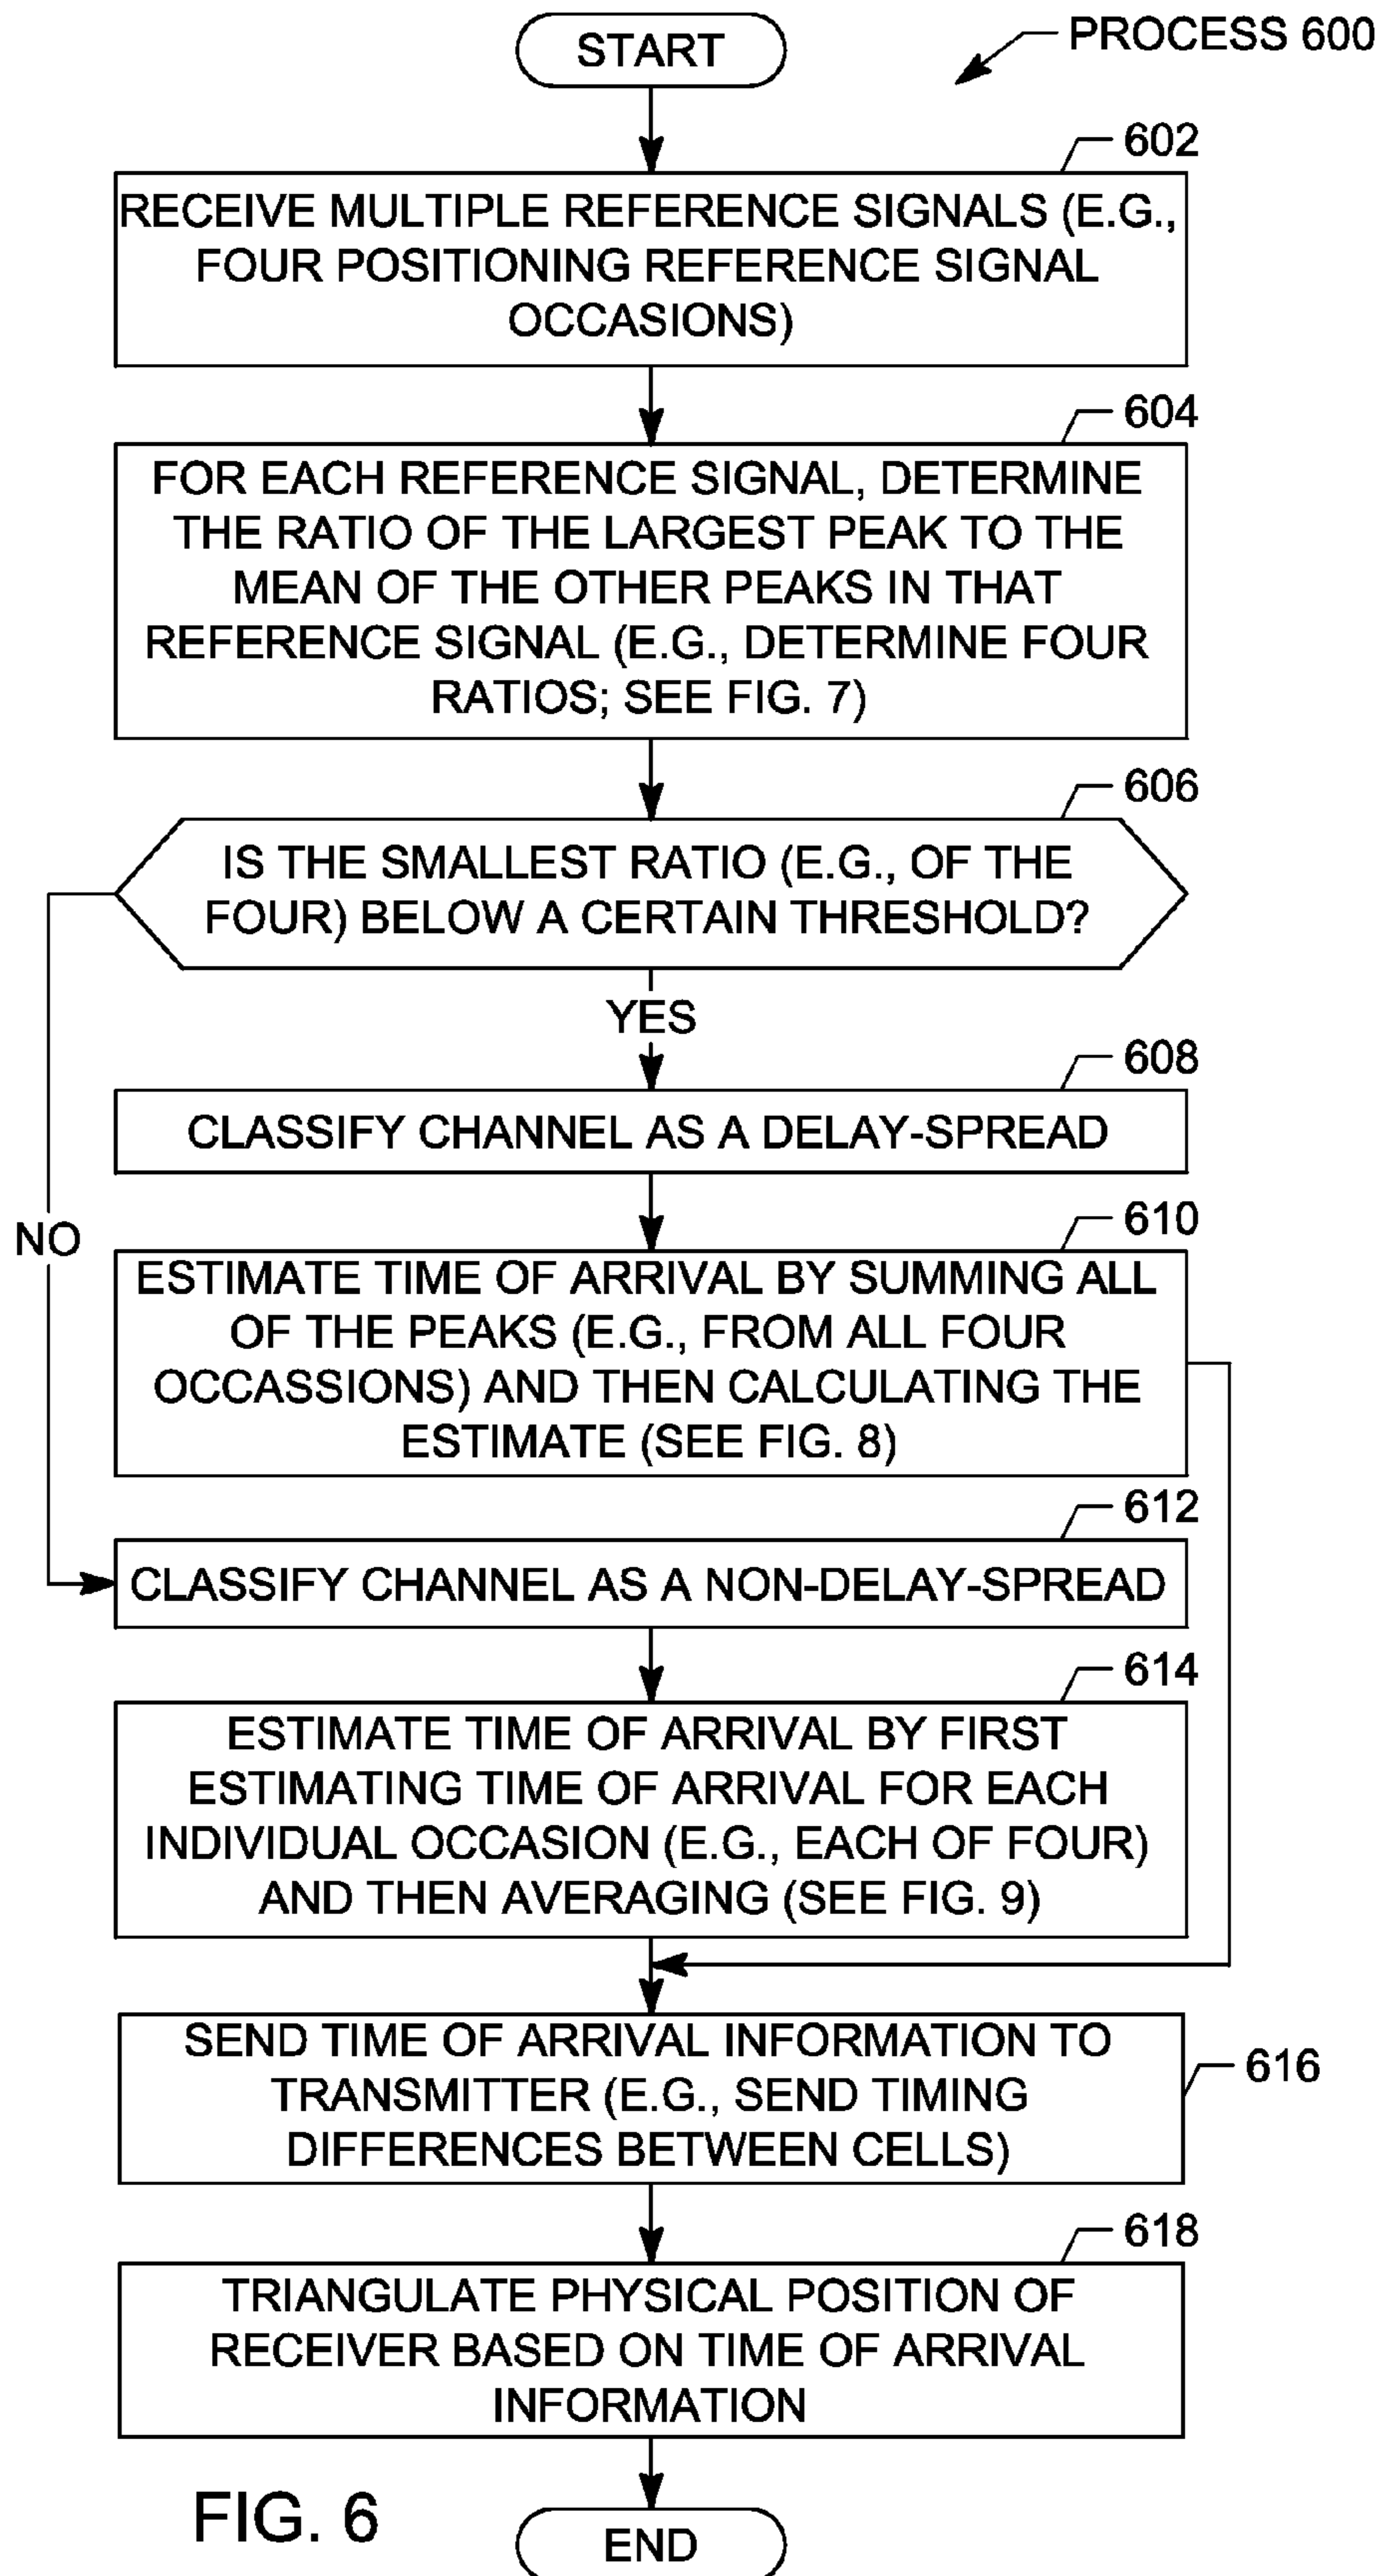 START
PROCESS 600
602
RECEIVE MULTIPLE REFERENCE SIGNALS (E.G.,
FOUR POSITIONING REFERENCE SIGNAL
OCCASIONS)
604
FOR EACH REFERENCE SIGNAL, DETERMINE
THE RATIO OF THE LARGEST PEAK TO THE
MEAN OF THE OTHER PEAKS IN THAT
REFERENCE SIGNAL (E.G., DETERMINE FOUR
RATIOS; SEE FIG. 7)
606
IS THE SMALLEST RATIO (E.G., OF THE
FOUR) BELOW A CERTAIN THRESHOLD?
YES
608
CLASSIFY CHANNEL AS A DELAY-SPREAD
NO
610
ESTIMATE TIME OF ARRIVAL BY SUMMING ALL
OF THE PEAKS (E.G., FROM ALL FOUR
OCCASSIONS) AND THEN CALCULATING THE
ESTIMATE (SEE FIG. 8)
612
CLASSIFY CHANNEL AS A NON-DELAY-SPREAD
614
ESTIMATE TIME OF ARRIVAL BY FIRST
ESTIMATING TIME OF ARRIVAL FOR EACH
INDIVIDUAL OCCASION (E.G., EACH OF FOUR)
AND THEN AVERAGING (SEE FIG. 9)
SEND TIME OF ARRIVAL INFORMATION TO
TRANSMITTER (E.G., SEND TIMING
DIFFERENCES BETWEEN CELLS)
616
618
TRIANGULATE PHYSICAL POSITION OF
RECEIVER BASED ON TIME OF ARRIVAL
INFORMATION
FIG. 6
END